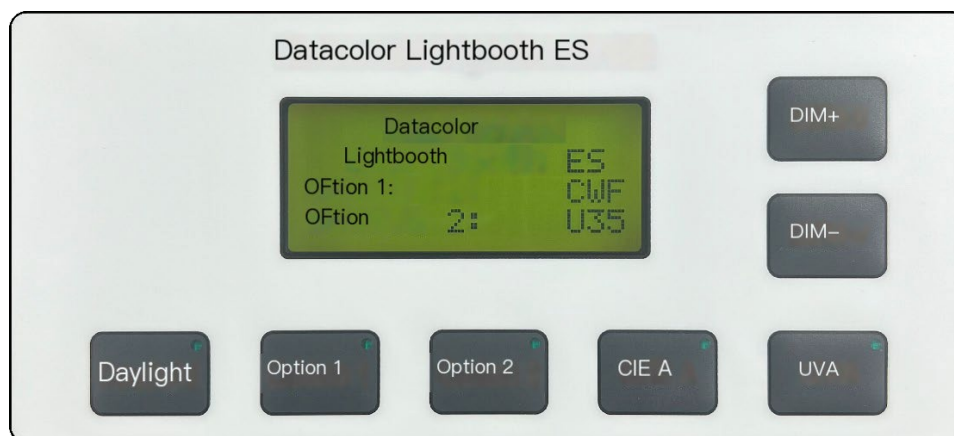 Datacolor Lightbooth ES
Datacolor
Lightbooth ES
OFtion 1: CWF
OFtion 2: U35
DIM+
DIM−
Daylight
Option 1
Option 2
CIE A
UVA